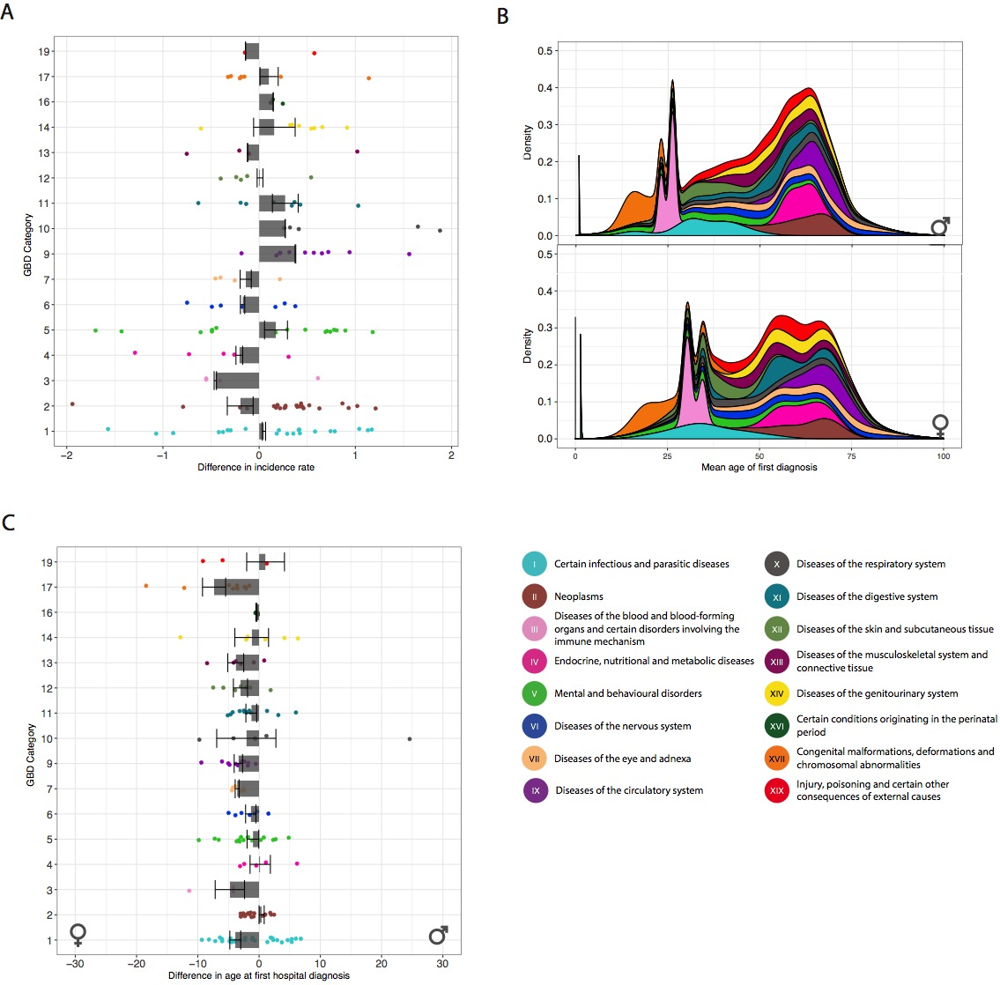 A
19
17
16
14
13
12
11
10
9
7
6
5
4
3
2
1
GBD Category
−2
−1
0
1
2
Difference in incidence rate
B
0.5
0.4
0.3
0.2
0.1
0.0
Density
♂
0.5
0.4
0.3
0.2
0.1
0.0
Density
♀
0
25
50
75
100
Mean age of first diagnosis
C
19
17
16
14
13
12
11
10
9
7
6
5
4
3
2
1
GBD Category
♀
♂
−30
−20
−10
0
10
20
30
Difference in age at first hospital diagnosis
I Certain infectious and parasitic diseases
II Neoplasms
III Diseases of the blood and blood-forming
organs and certain disorders involving the
immune mechanism
IV Endocrine, nutritional and metabolic diseases
V Mental and behavioural disorders
VI Diseases of the nervous system
VII Diseases of the eye and adnexa
IX Diseases of the circulatory system
X Diseases of the respiratory system
XI Diseases of the digestive system
XII Diseases of the skin and subcutaneous tissue
XIII Diseases of the musculoskeletal system and
connective tissue
XIV Diseases of the genitourinary system
XVI Certain conditions originating in the perinatal
period
XVII Congenital malformations, deformations and
chromosomal abnormalities
XIX Injury, poisoning and certain other
consequences of external causes